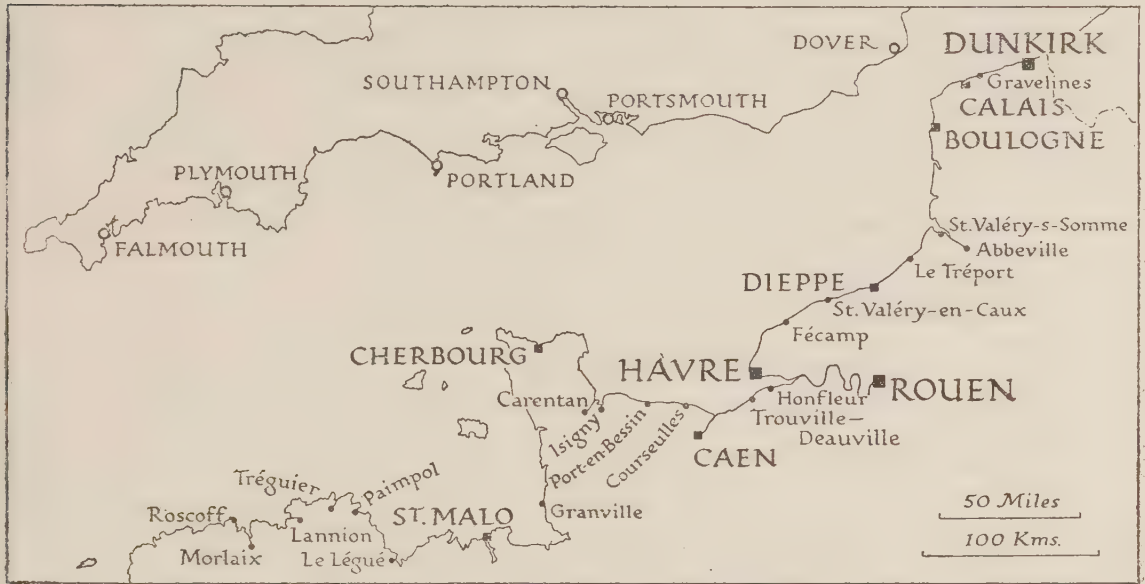 DOVER
DUNKIRK
Gravelines
CALAIS
BOULOGNE
SOUTHAMPTON
PORTSMOUTH
PLYMOUTH
PORTLAND
FALMOUTH
St. Valéry-s-Somme
Abbeville
Le Tréport
DIEPPE
St. Valéry-en-Caux
Fécamp
CHERBOURG
HÀVRE
ROUEN
Carentan
Isigny
Port-en-Bessin
Courseulles
Honfleur
Trouville-
Deauville
CAEN
Tréguier
Paimpol
ST. MALO
Granville
Roscoff
Lannion
Morlaix
Le Légué
50 Miles
100 Kms.